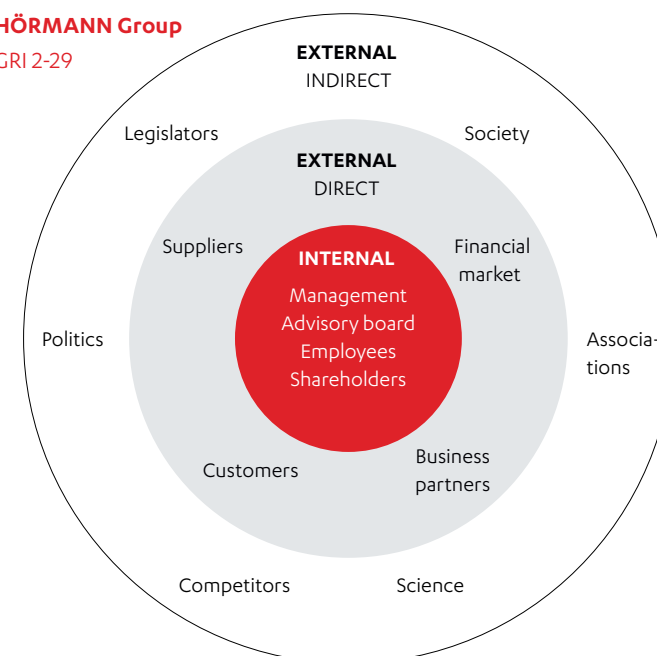 HÖRMANN Group
GRI 2-29
EXTERNAL
INDIRECT
Legislators
Society
EXTERNAL
DIRECT
Suppliers
Financial
market
INTERNAL
Management
Advisory board
Employees
Shareholders
Politics
Associa-
tions
Customers
Business
partners
Competitors
Science